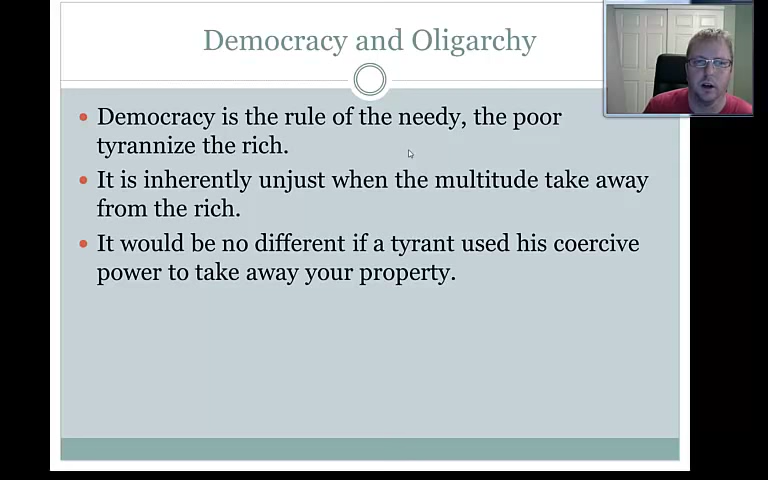 Democracy and Oligarchy
Democracy is the rule of the needy, the poor
tyrannize the rich.
It is inherently unjust when the multitude take away
from the rich.
It would be no different if a tyrant used his coercive
power to take away your property.